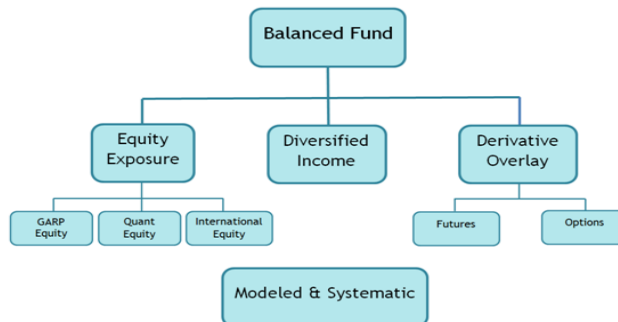 Balanced Fund
Equity
Exposure
Diversified
Income
Derivative
Overlay
GARP
Equity
Quant
Equity
International
Equity
Futures
Options
Modeled & Systematic